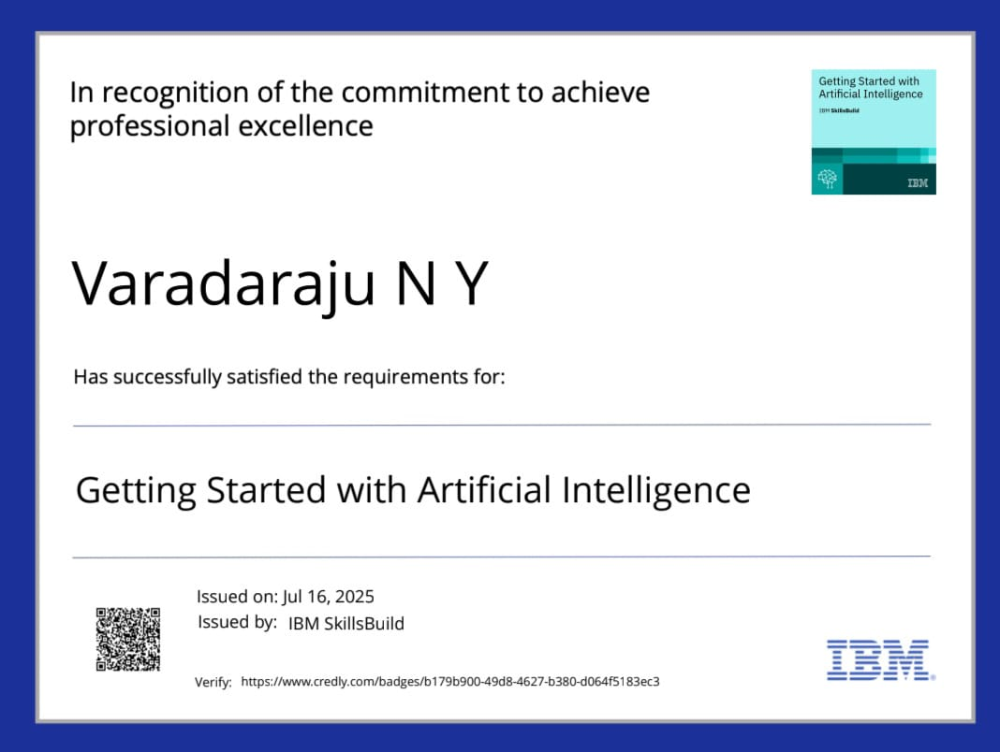 In recognition of the commitment to achieve
professional excellence
Getting Started with
Artificial Intelligence
IBM SkillsBuild
IBM
Varadaraju N Y
Has successfully satisfied the requirements for:
Getting Started with Artificial Intelligence
Issued on: Jul 16, 2025
Issued by: IBM SkillsBuild
IBM®
Verify: https://www.credly.com/badges/b179b900-49d8-4627-b380-d064f5183ec3